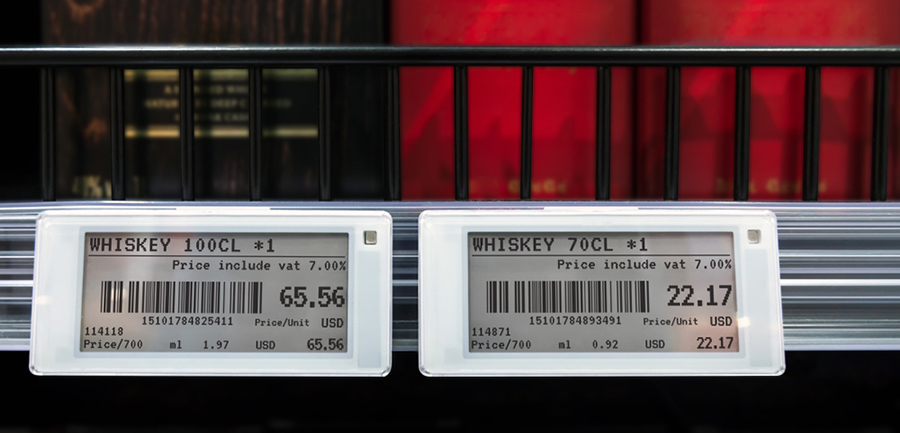 WHISKEY 100CL *1
Price include vat 7.00%
65.56
15101784825411 Price/Unit USD
114118
Price/700 ml 1.97 USD 65.56
WHISKEY 70CL *1
Price include vat 7.00%
22.17
15101784893491 Price/Unit USD
114871
Price/700 ml 0.92 USD 22.17